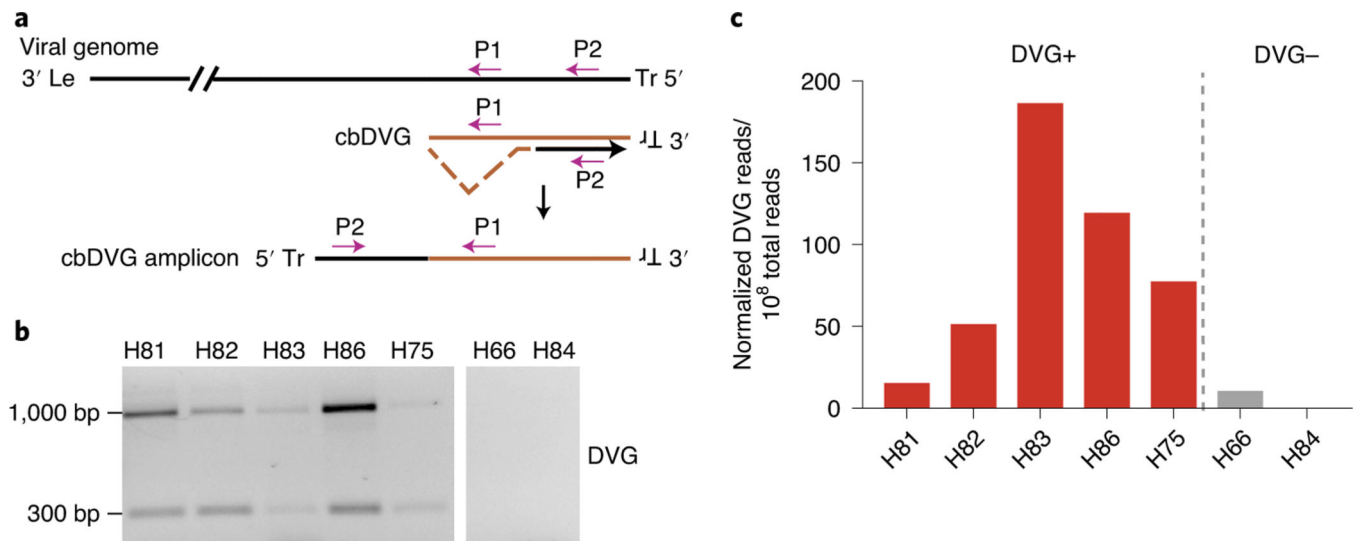 a
Viral genome
P1 P2
3′ Le Tr 5′
P1
cbDVG 3′
P2
P2 P1
cbDVG amplicon 5′ Tr 3′
b
H81 H82 H83 H86 H75 H66 H84
1,000 bp
DVG
300 bp
c
DVG+ DVG–
Normalized DVG reads/
10⁸ total reads
200
150
100
50
0
H81 H82 H83 H86 H75 H66 H84